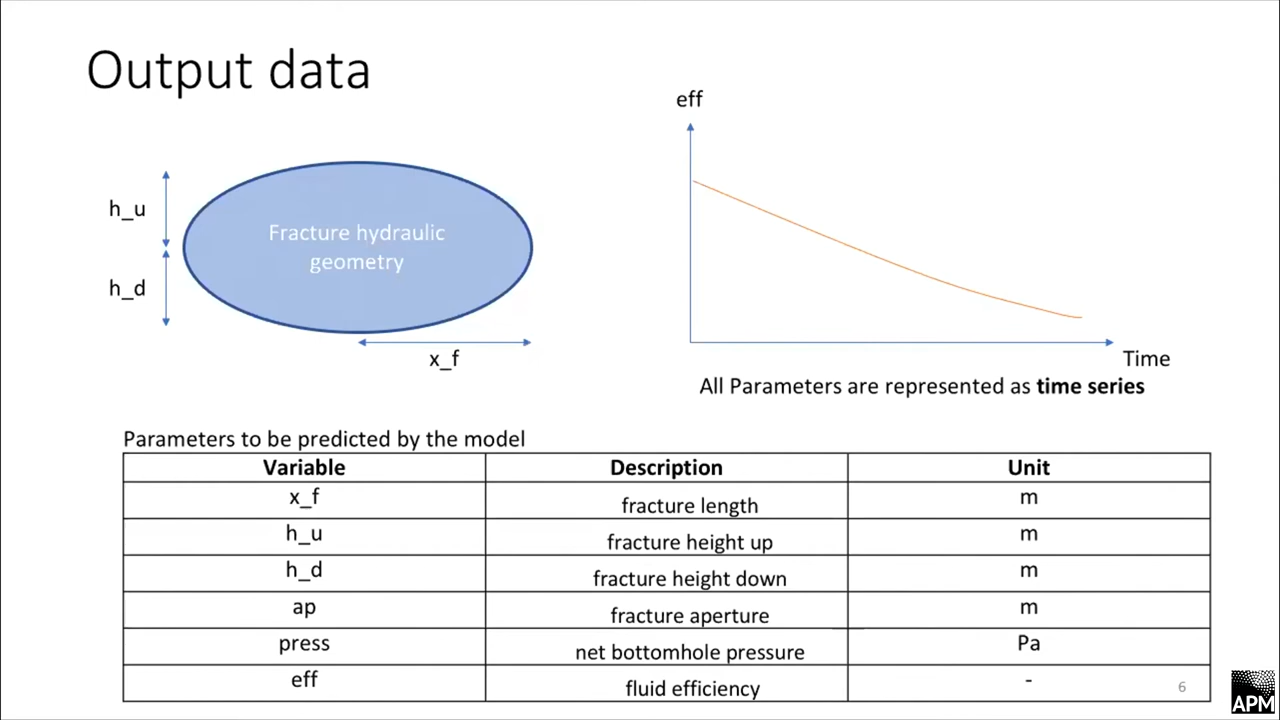 Output data
eff
h_u
Fracture hydraulic
geometry
h_d
x_f
Time
All Parameters are represented as time series
Parameters to be predicted by the model
Variable Description Unit
x_f fracture length m
h_u fracture height up m
h_d fracture height down m
ap fracture aperture m
press net bottomhole pressure Pa
eff fluid efficiency -
6
APM